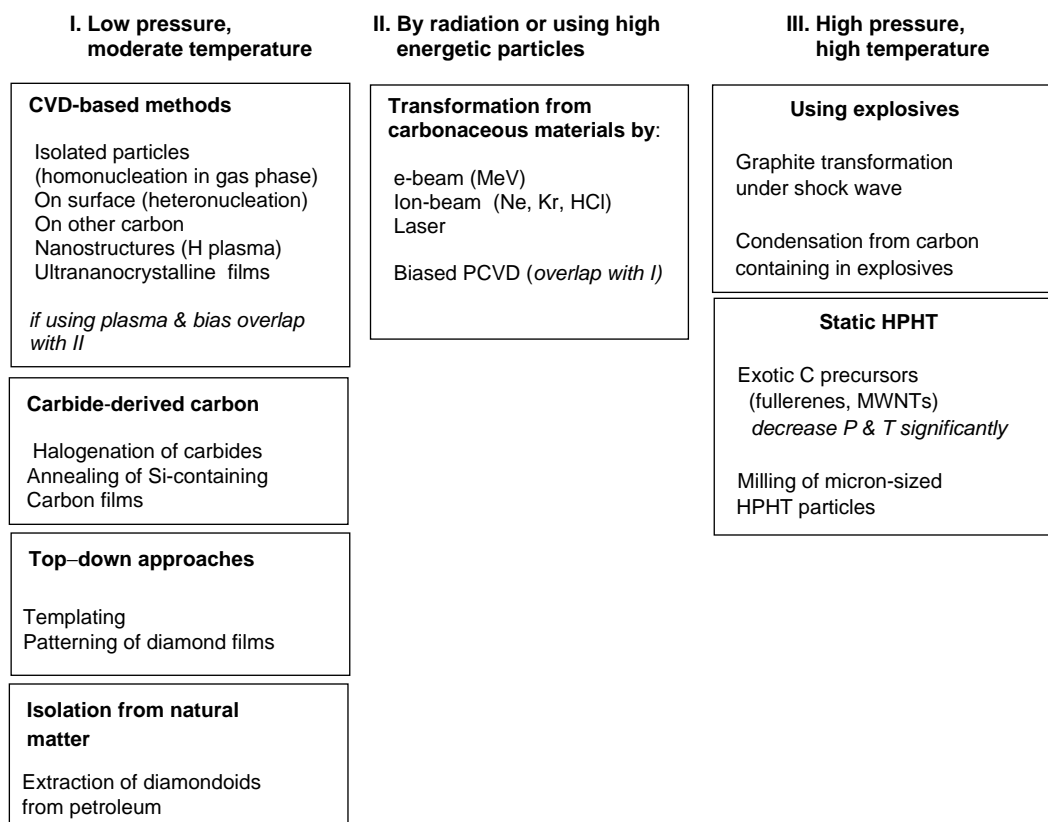 I. Low pressure,
moderate temperature
CVD-based methods
Isolated particles
(homonucleation in gas phase)
On surface (heteronucleation)
On other carbon
Nanostructures (H plasma)
Ultrananocrystalline films
if using plasma & bias overlap
with II
Carbide-derived carbon
Halogenation of carbides
Annealing of Si-containing
Carbon films
Top–down approaches
Templating
Patterning of diamond films
Isolation from natural
matter
Extraction of diamondoids
from petroleum
II. By radiation or using high
energetic particles
Transformation from
carbonaceous materials by:
e-beam (MeV)
Ion-beam (Ne, Kr, HCl)
Laser
Biased PCVD (overlap with I)
III. High pressure,
high temperature
Using explosives
Graphite transformation
under shock wave
Condensation from carbon
containing in explosives
Static HPHT
Exotic C precursors
(fullerenes, MWNTs)
decrease P & T significantly
Milling of micron-sized
HPHT particles